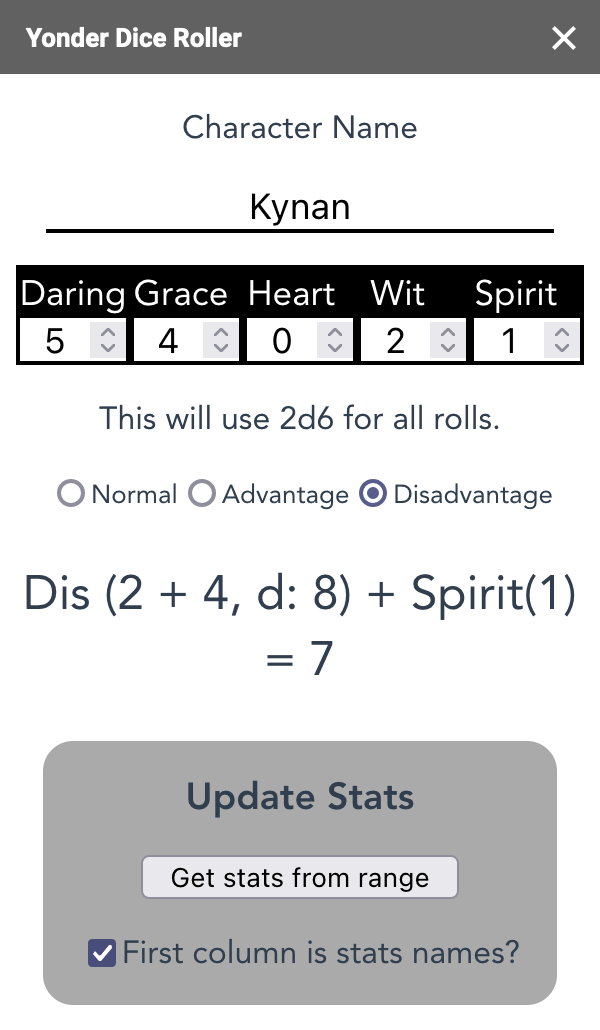 Yonder Dice Roller
Character Name
Kynan
Daring Grace Heart Wit Spirit
5 4 0 2 1
This will use 2d6 for all rolls.
Normal Advantage Disadvantage
Dis (2 + 4, d: 8) + Spirit(1)
= 7
Update Stats
Get stats from range
First column is stats names?